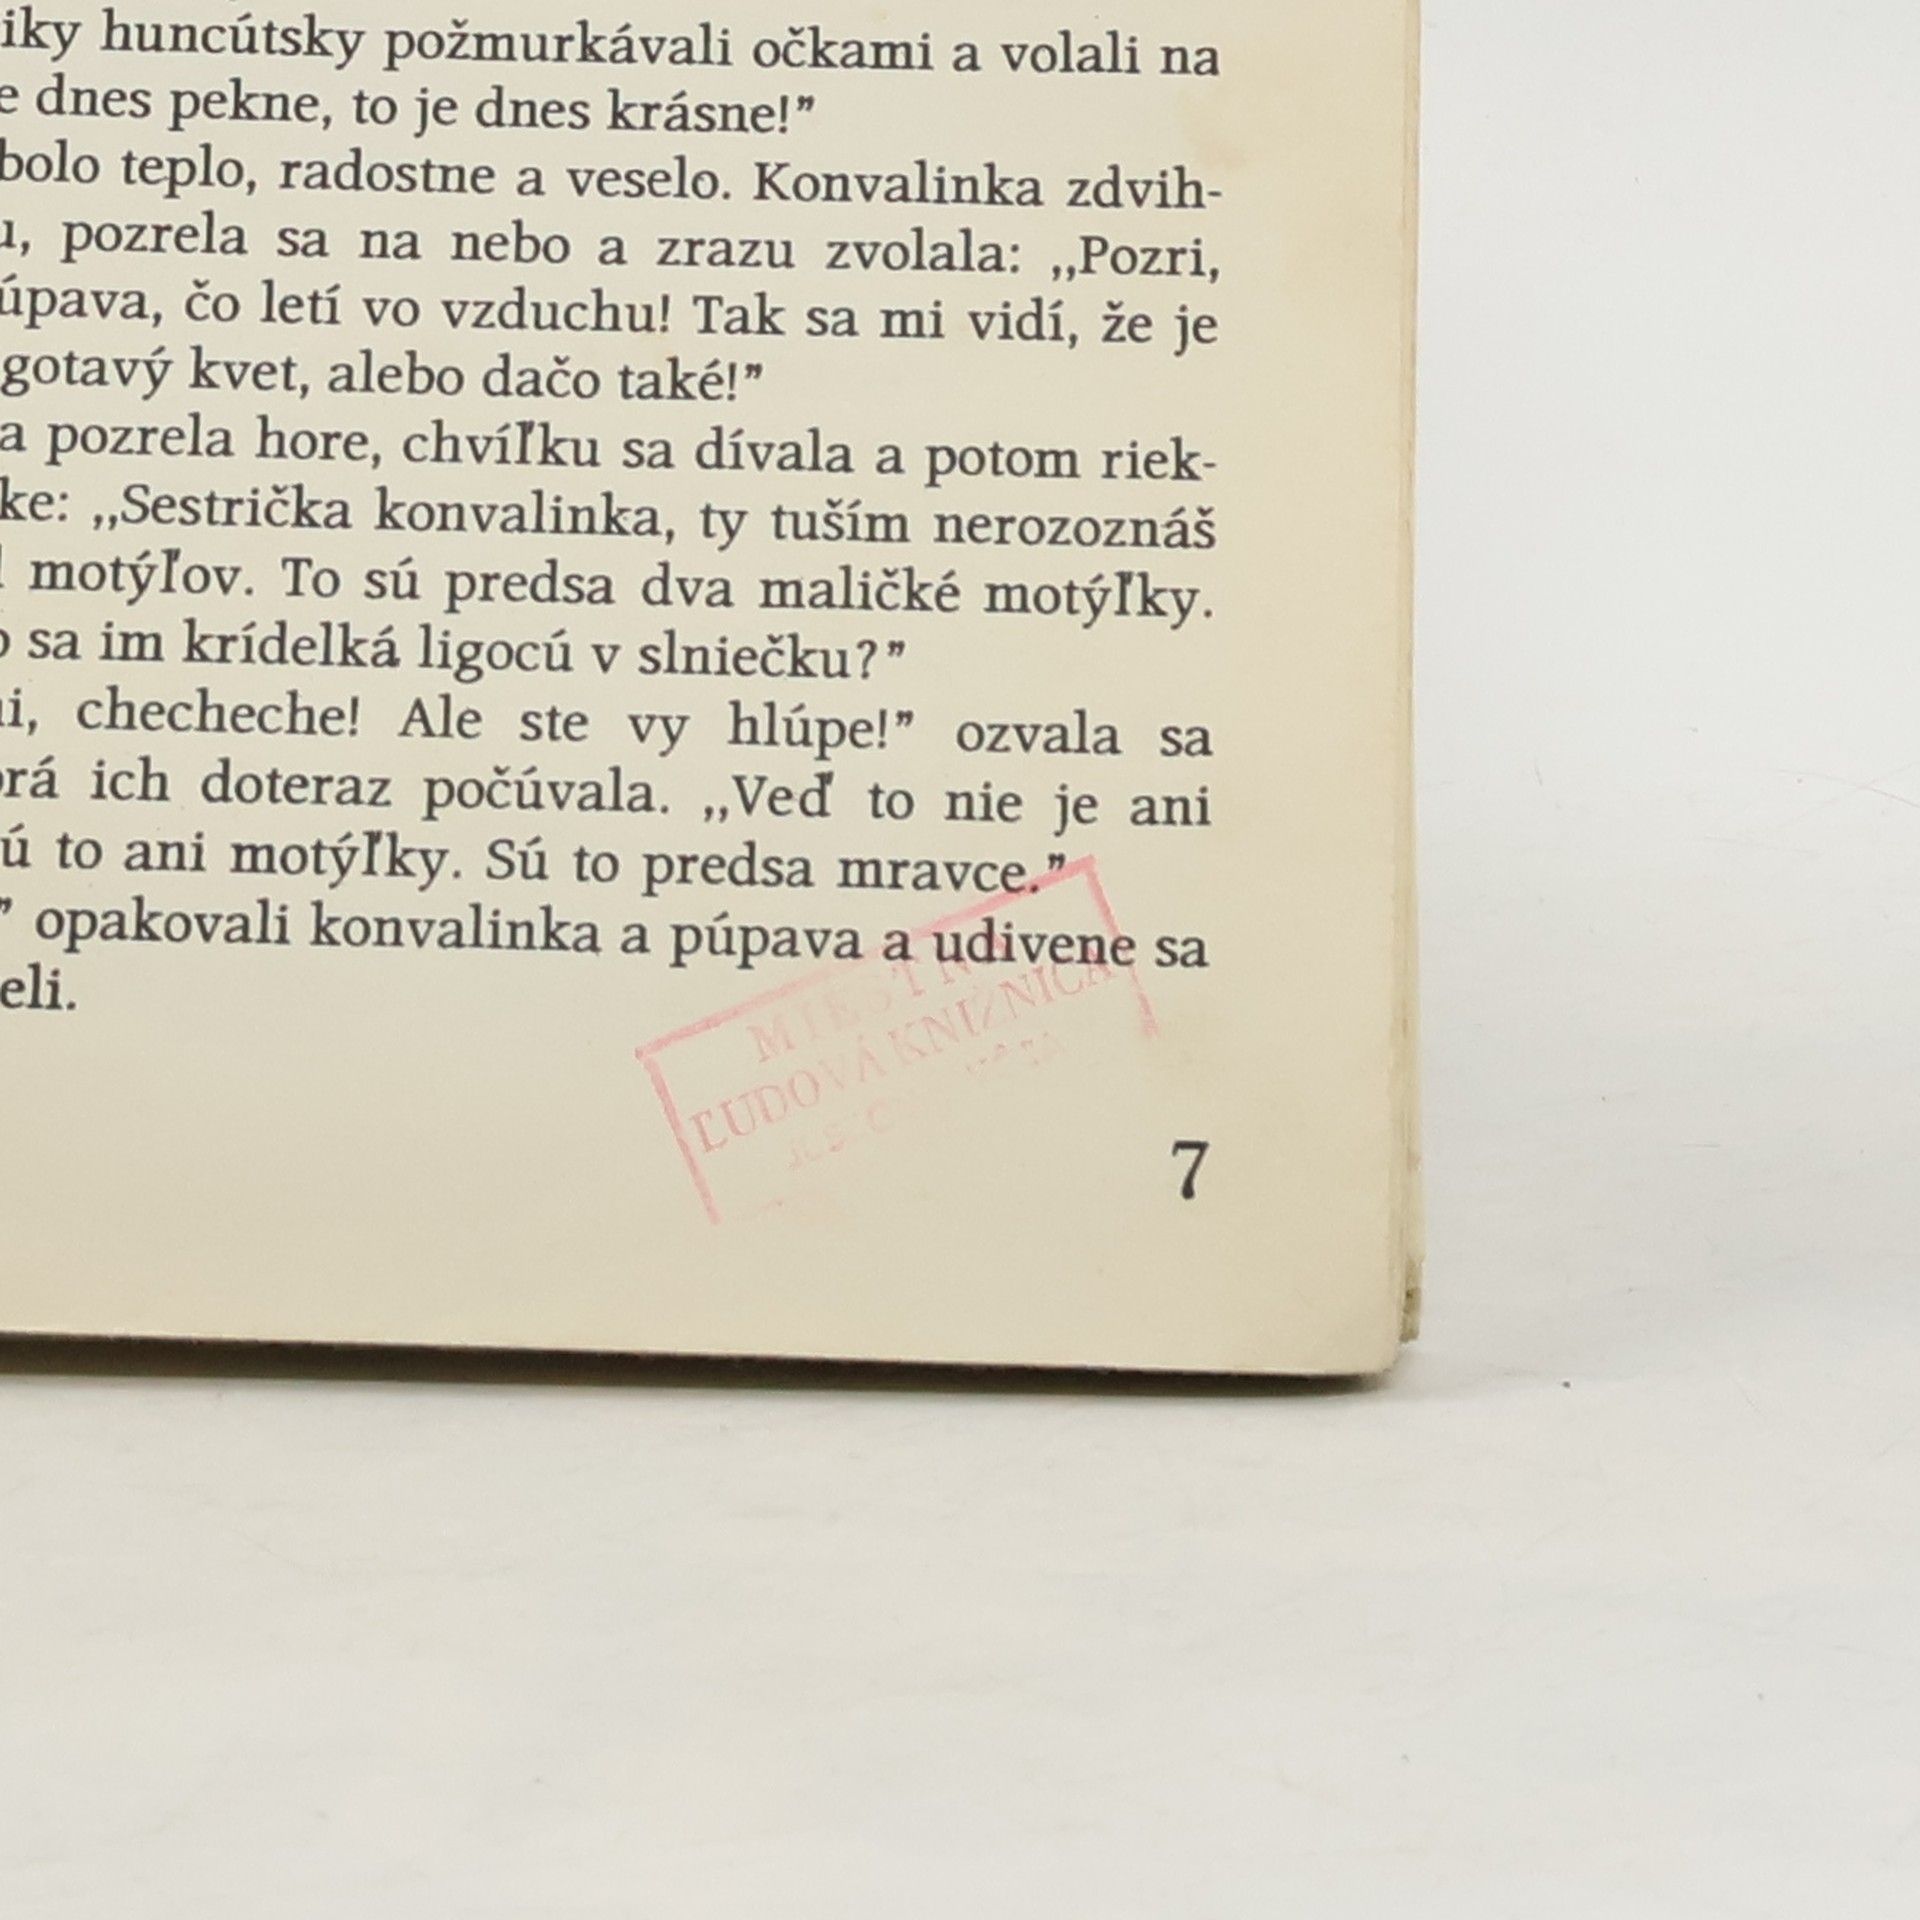 iky huncútsky požmurkávali očkami a volali na
e dnes pekne, to je dnes krásne!”
bolo teplo, radostne a veselo. Konvalinka zdvih-
u, pozrela sa na nebo a zrazu zvolala: ,,Pozri,
úpava, čo letí vo vzduchu! Tak sa mi vidí, že je
gotavý kvet, alebo dačo také!”
a pozrela hore, chvíľku sa dívala a potom riek-
ke: ,,Sestrička konvalinka, ty tuším nerozoznáš
motýľov. To sú predsa dva maličké motýľky.
o sa im krídelká ligocú v slniečku?”
i, checheche! Ale ste vy hlúpe!” ozvala sa
orá ich doteraz počúvala. ,,Veď to nie je ani
ú to ani motýľky. Sú to predsa mravce.”
” opakovali konvalinka a púpava a udivene sa
eli.
MIESTNA
ĽUDOVÁ KNIŽNICA
7